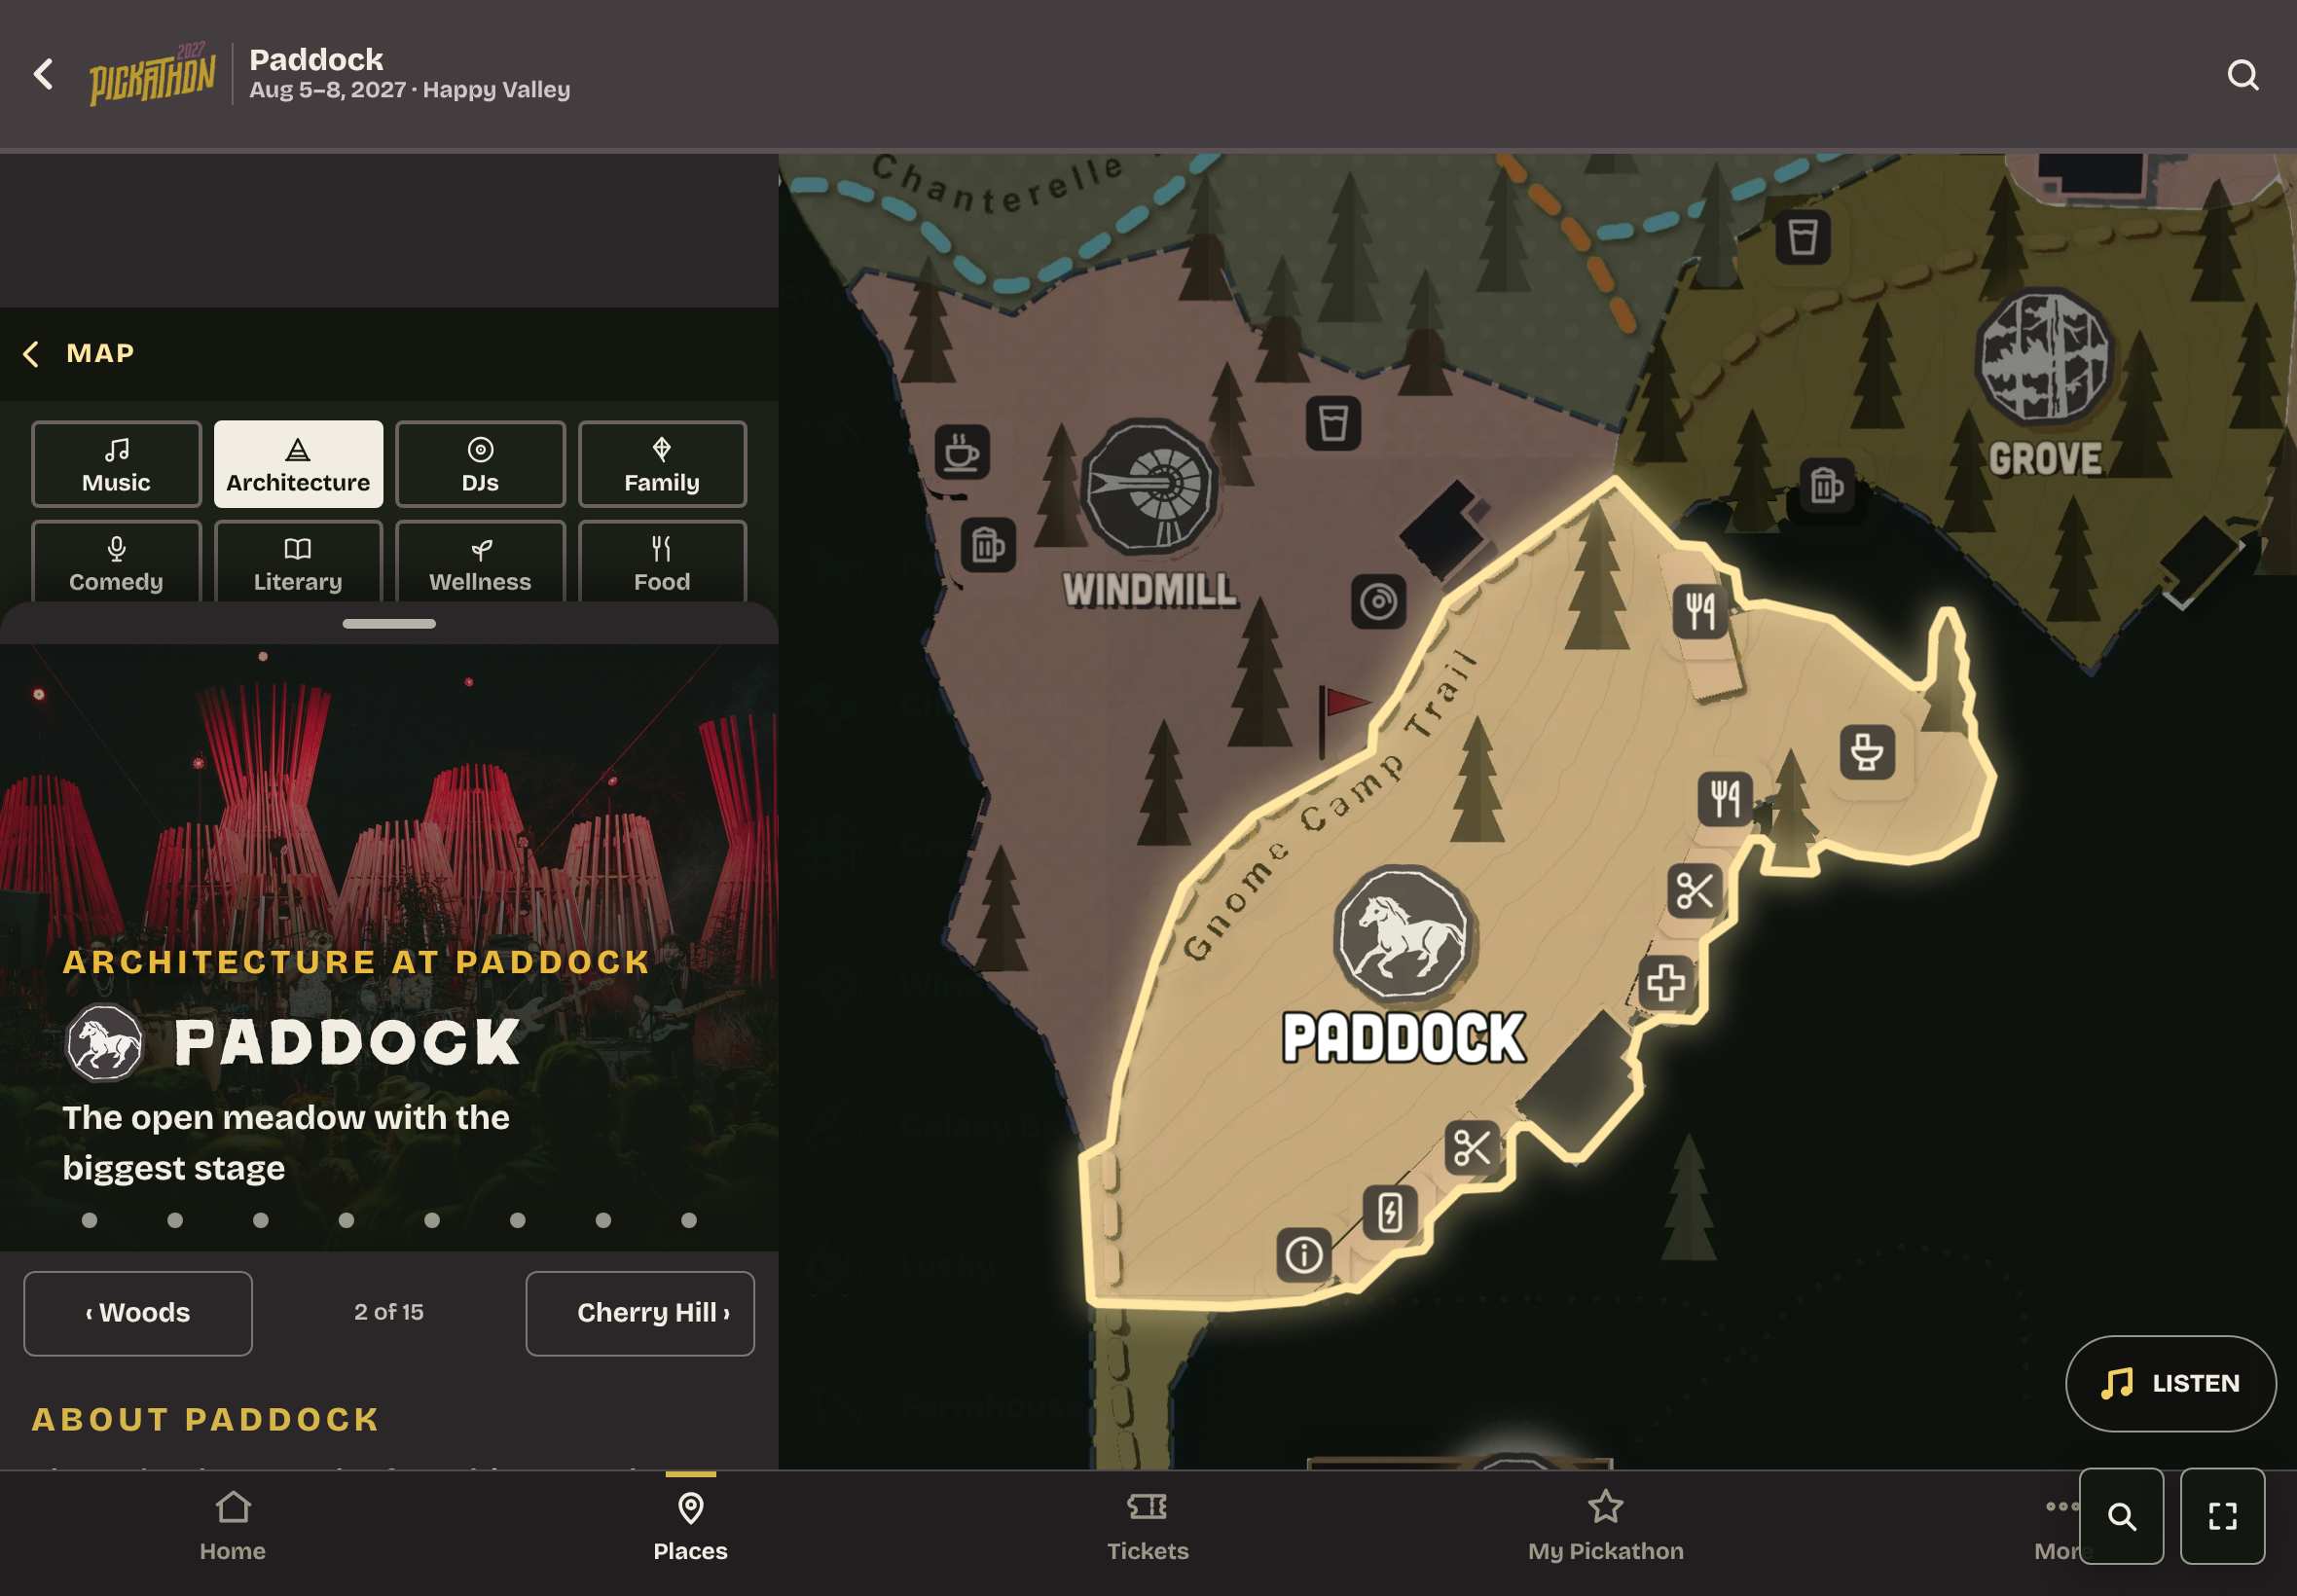 PICKATHON
2027
Paddock
Aug 5–8, 2027 · Happy Valley
MAP
Music
Architecture
DJs
Family
Comedy
Literary
Wellness
Food
ARCHITECTURE AT PADDOCK
PADDOCK
The open meadow with the
biggest stage
‹ Woods
2 of 15
Cherry Hill ›
ABOUT PADDOCK
Chanterelle
WINDMILL
GROVE
Gnome Camp Trail
PADDOCK
LISTEN
Home
Places
Tickets
My Pickathon
More